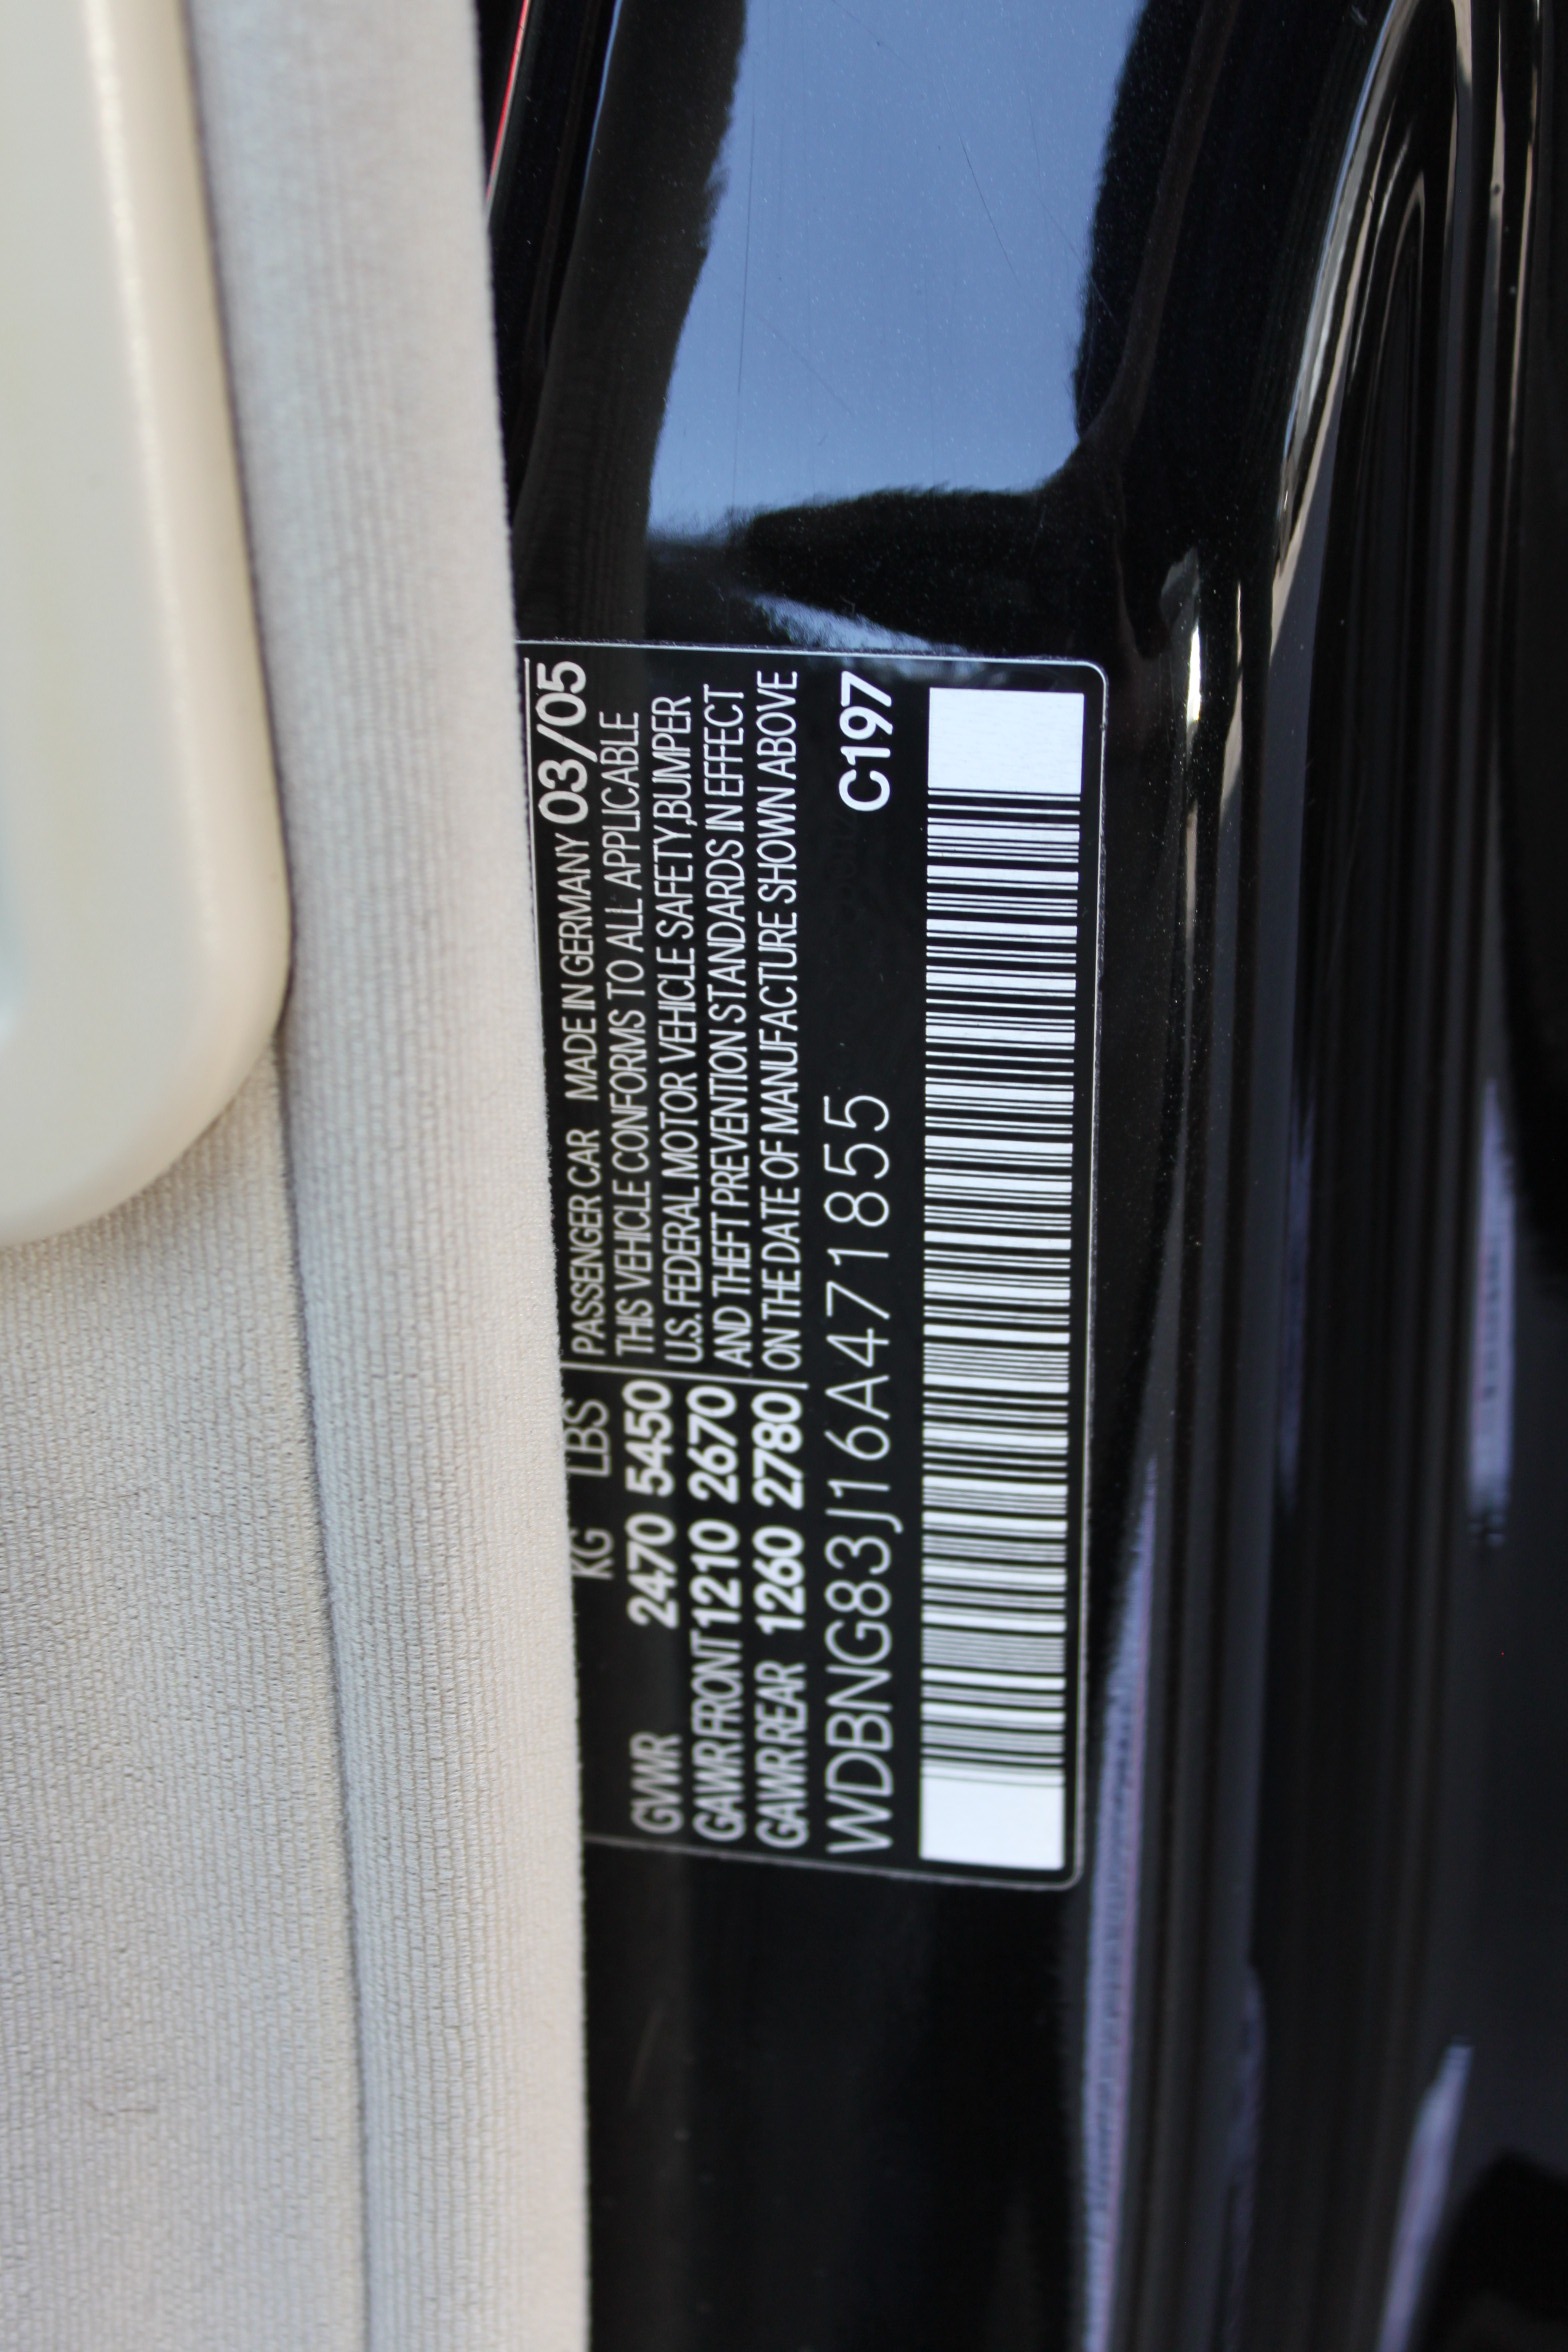 PASSENGER CAR MADE IN GERMANY 03/05
THIS VEHICLE CONFORMS TO ALL APPLICABLE
U.S. FEDERAL MOTOR VEHICLE SAFETY,BUMPER
AND THEFT PREVENTION STANDARDS IN EFFECT
ON THE DATE OF MANUFACTURE SHOWN ABOVE
KG LBS
GVWR 2470 5450
GAWR FRONT 1210 2670
GAWR REAR 1260 2780
WDBNG83J16A471855 C197